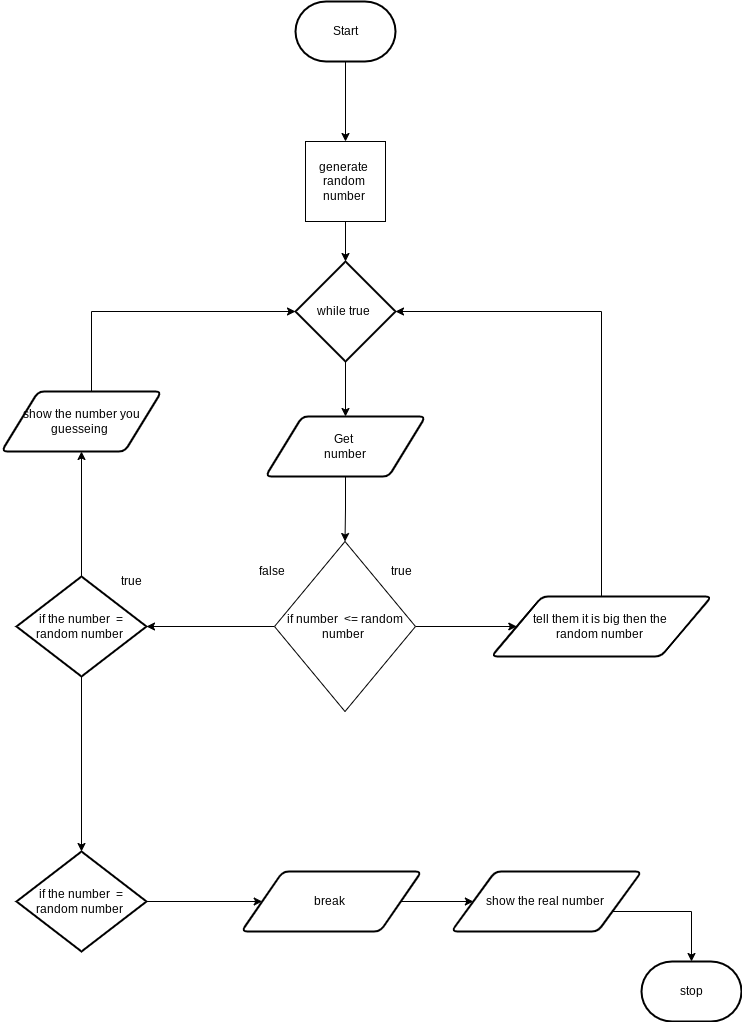 Start
generate
random
number
while true
show the number you
guesseing
Get
number
false
true
true
if the number =
random number
if number <= random
number
tell them it is big then the
random number
if the number =
random number
break
show the real number
stop